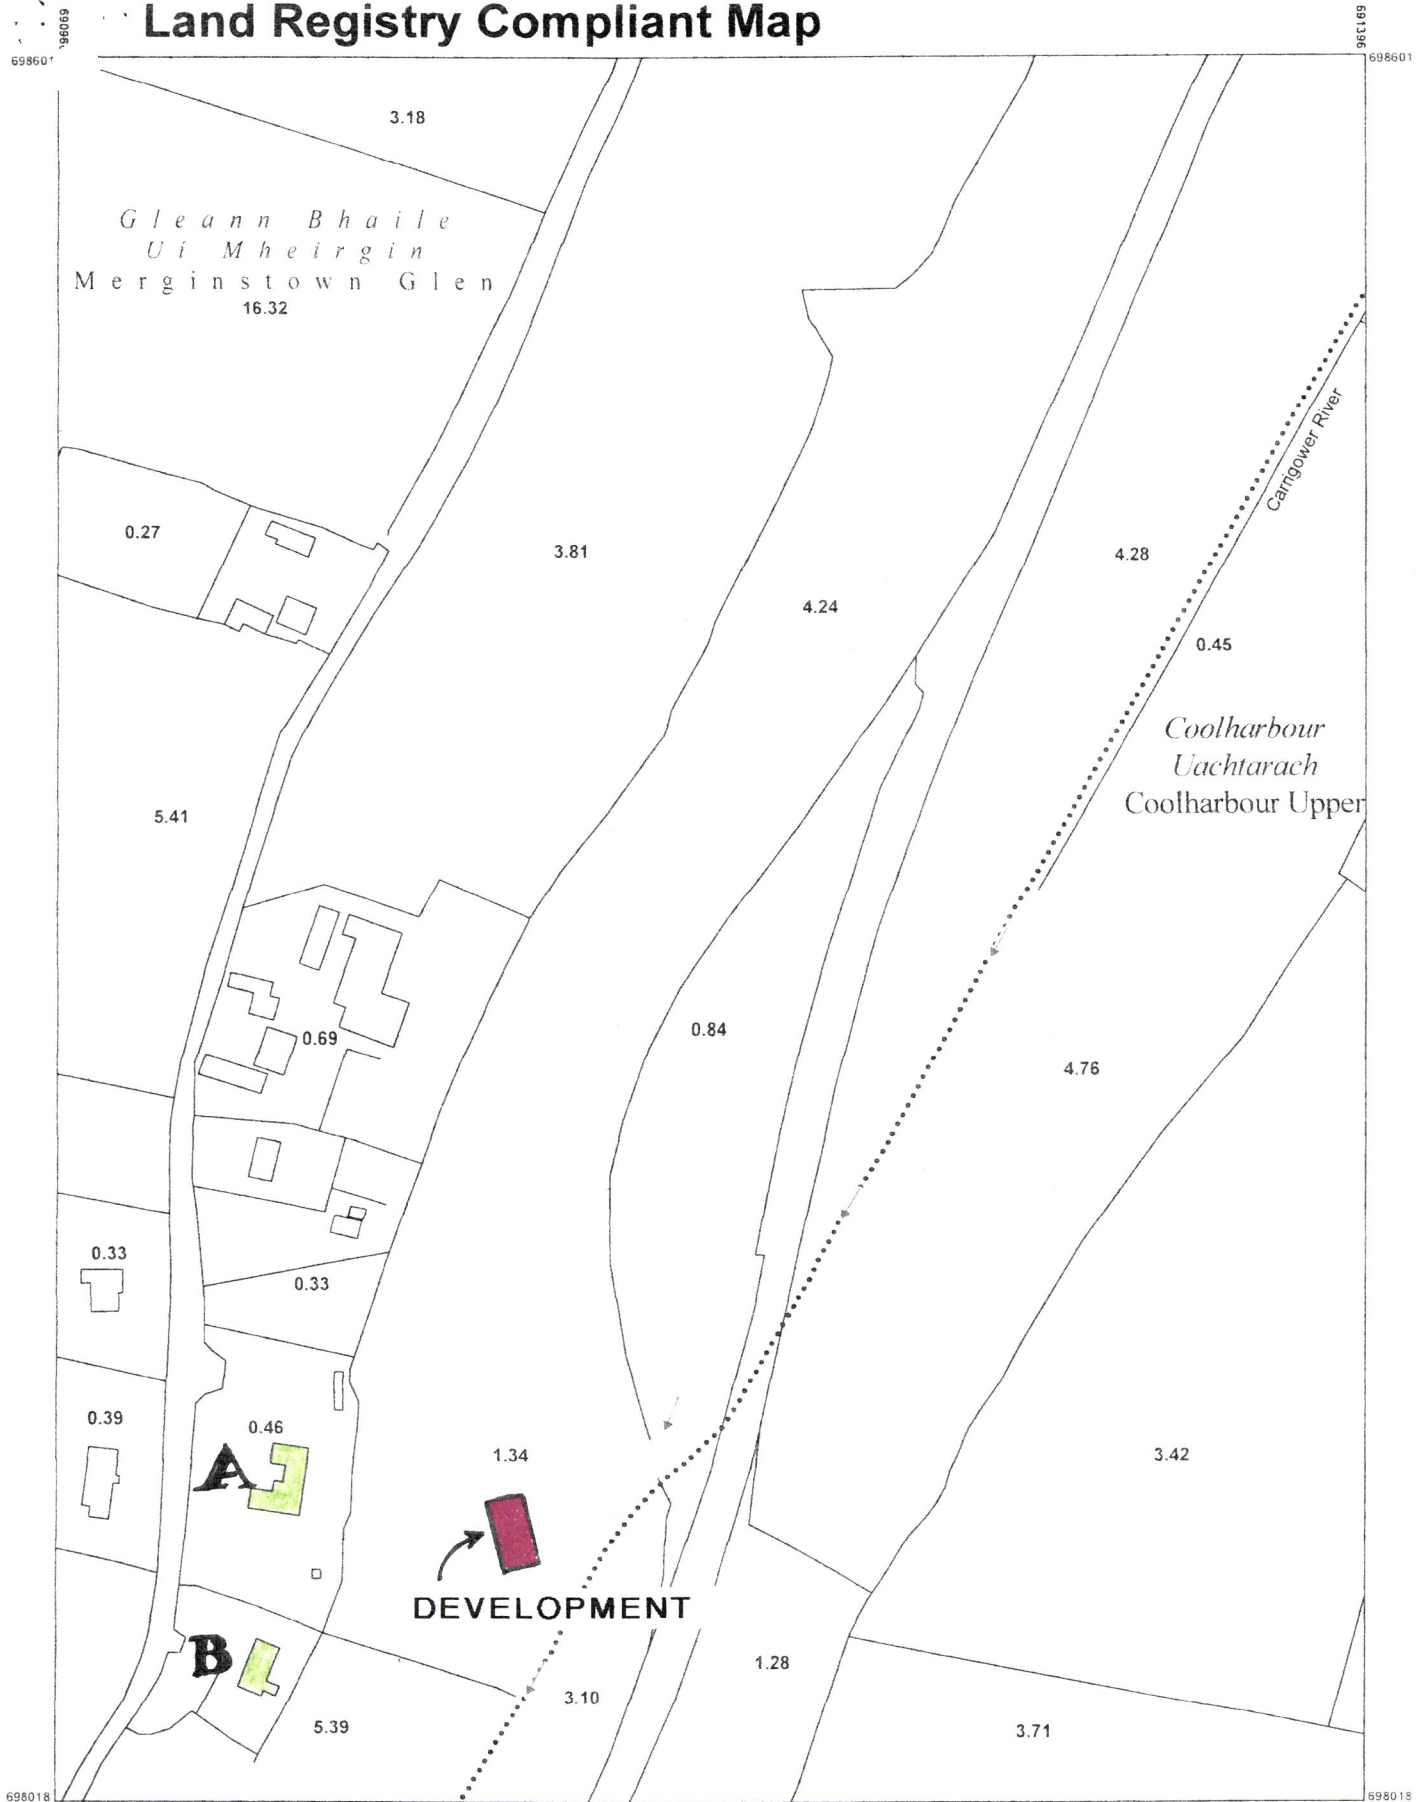 Land Registry Compliant Map
691396
698601
698601
3.18
Gleann Bhaile
Uí Mheirgin
Merginstown Glen
16.32
Carrigower River
0.27
3.81
4.28
4.24
0.45
Coolharbour
Uachtarach
Coolharbour Upper
5.41
0.84
0.69
4.76
0.33
0.33
0.39
0.46
1.34
3.42
A
DEVELOPMENT
B
1.28
3.10
5.39
3.71
698018
698018